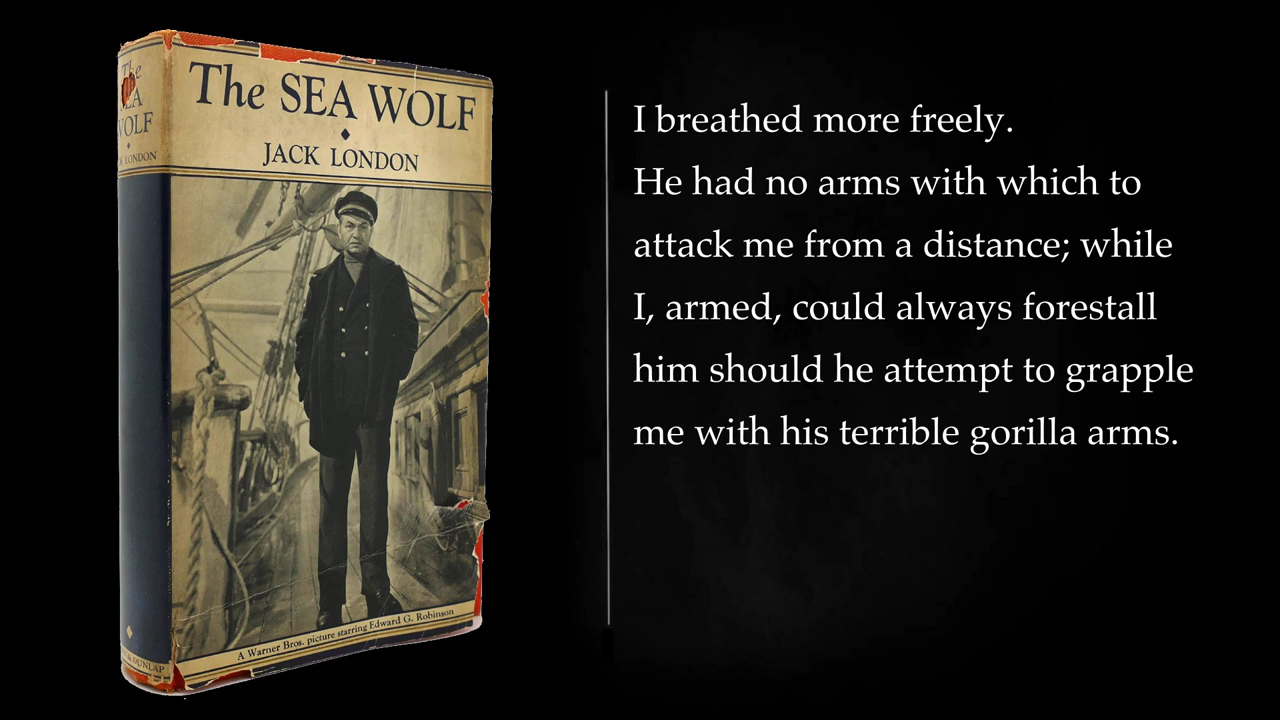 The
SEA
WOLF
LONDON
The SEA WOLF
JACK LONDON
A Warner Bros. picture starring Edward G. Robinson
DUNLAP
I breathed more freely.
He had no arms with which to
attack me from a distance; while
I, armed, could always forestall
him should he attempt to grapple
me with his terrible gorilla arms.